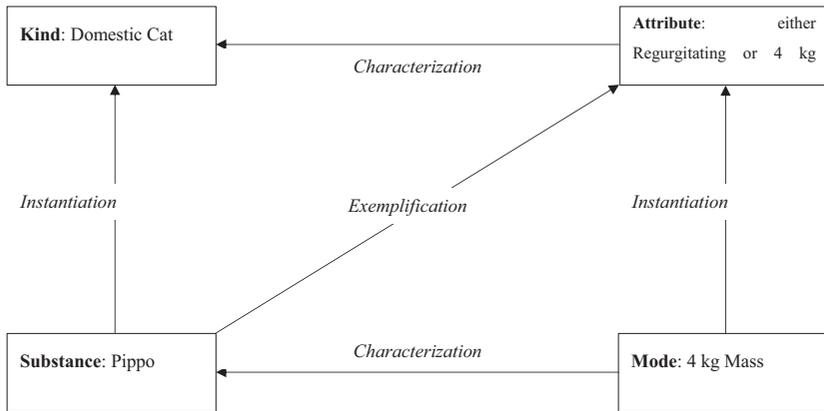 Kind: Domestic Cat
Attribute: either
Regurgitating or 4 kg
Characterization
Instantiation
Exemplification
Instantiation
Characterization
Substance: Pippo
Mode: 4 kg Mass